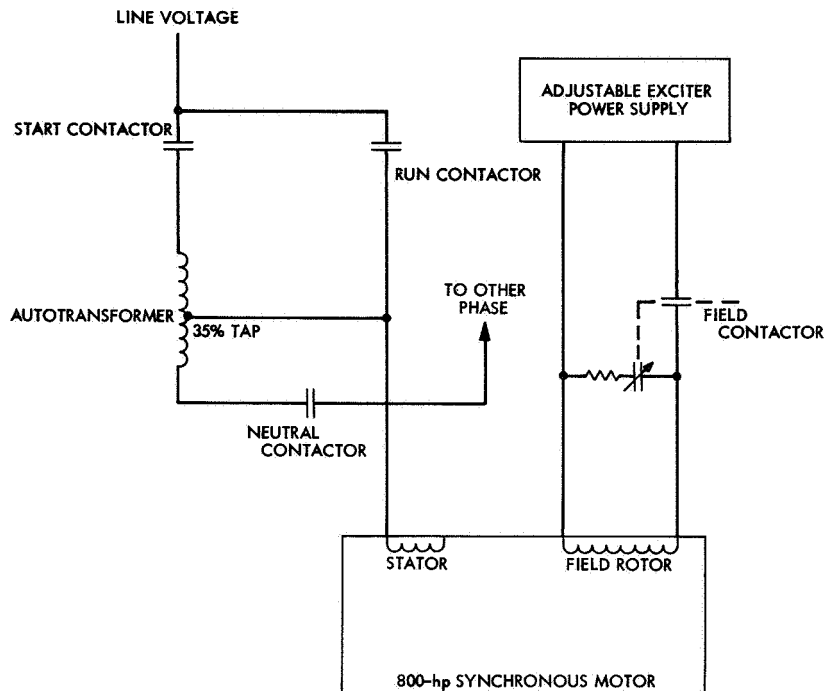 LINE VOLTAGE
START CONTACTOR
RUN CONTACTOR
AUTOTRANSFORMER
35% TAP
NEUTRAL
CONTACTOR
TO OTHER
PHASE
ADJUSTABLE EXCITER
POWER SUPPLY
FIELD
CONTACTOR
STATOR
FIELD ROTOR
800-hp SYNCHRONOUS MOTOR